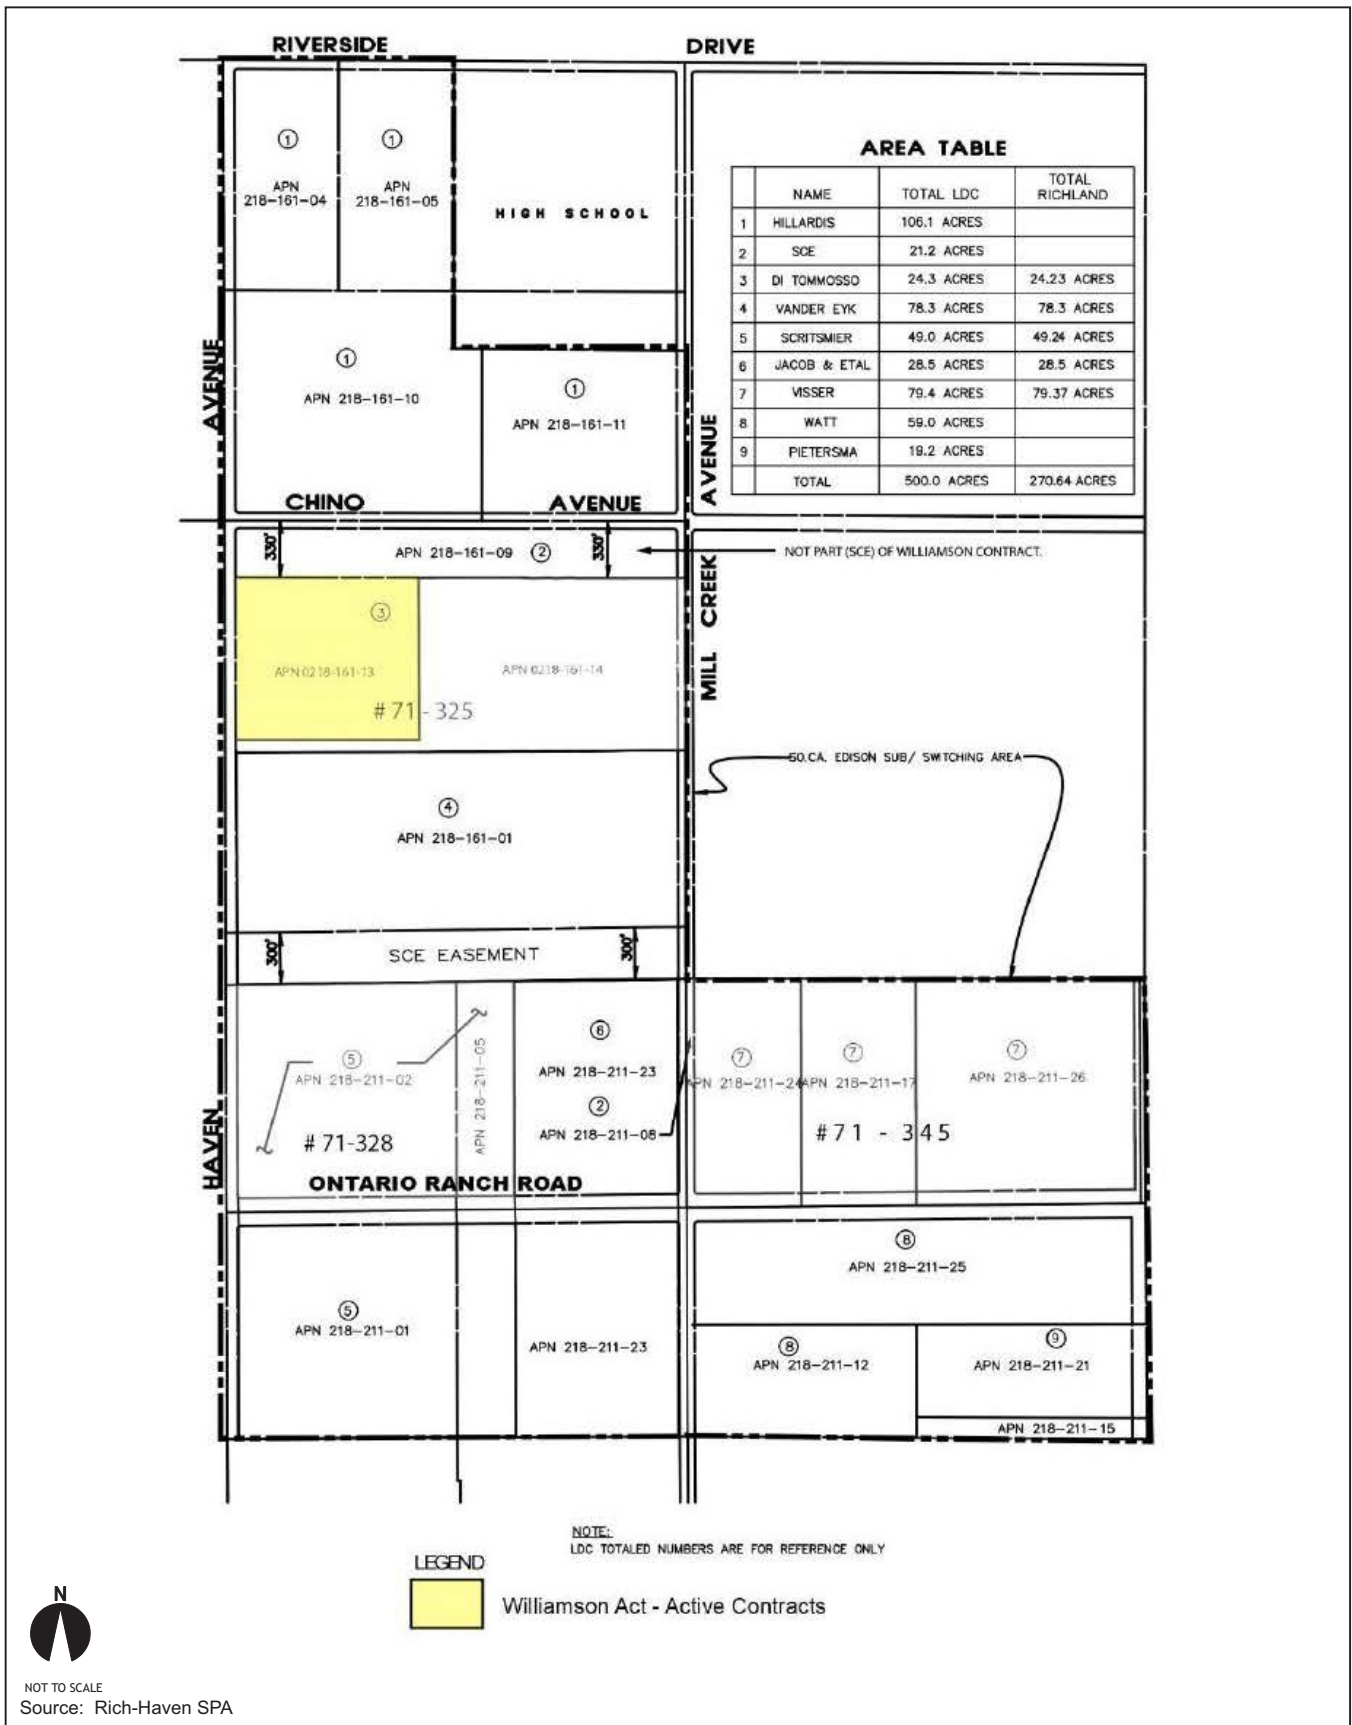 RIVERSIDE
DRIVE
1
APN
218-161-04
1
APN
218-161-05
HIGH SCHOOL
AREA TABLE
NAME TOTAL LDC TOTAL RICHLAND
1 HILLARDIS 106.1 ACRES
2 SCE 21.2 ACRES
3 DI TOMMOSSO 24.3 ACRES 24.23 ACRES
4 VANDER EYK 78.3 ACRES 78.3 ACRES
5 SCRITSMIER 49.0 ACRES 49.24 ACRES
6 JACOB & ETAL 28.5 ACRES 28.5 ACRES
7 VISSER 79.4 ACRES 79.37 ACRES
8 WATT 59.0 ACRES
9 PIETERSMA 19.2 ACRES
TOTAL 500.0 ACRES 270.64 ACRES
AVENUE
1
APN 218-161-10
1
APN 218-161-11
AVENUE
CHINO
AVENUE
330'
APN 218-161-09 2
330'
NOT PART (SCE) OF WILLIAMSON CONTRACT.
MILL CREEK
3
APN 0218-161-13
APN 0218-161-14
# 71 - 325
SO.CA. EDISON SUB/ SWITCHING AREA
4
APN 218-161-01
300'
SCE EASEMENT
300'
5
APN 218-211-02
# 71-328
APN 218-211-05
6
APN 218-211-23
2
APN 218-211-08
7
APN 218-211-24
7
APN 218-211-17
7
APN 218-211-26
#71 - 345
HAVEN
ONTARIO RANCH ROAD
5
APN 218-211-01
APN 218-211-23
8
APN 218-211-25
8
APN 218-211-12
9
APN 218-211-21
APN 218-211-15
NOTE:
LDC TOTALED NUMBERS ARE FOR REFERENCE ONLY
LEGEND
Williamson Act - Active Contracts
N
NOT TO SCALE
Source: Rich-Haven SPA